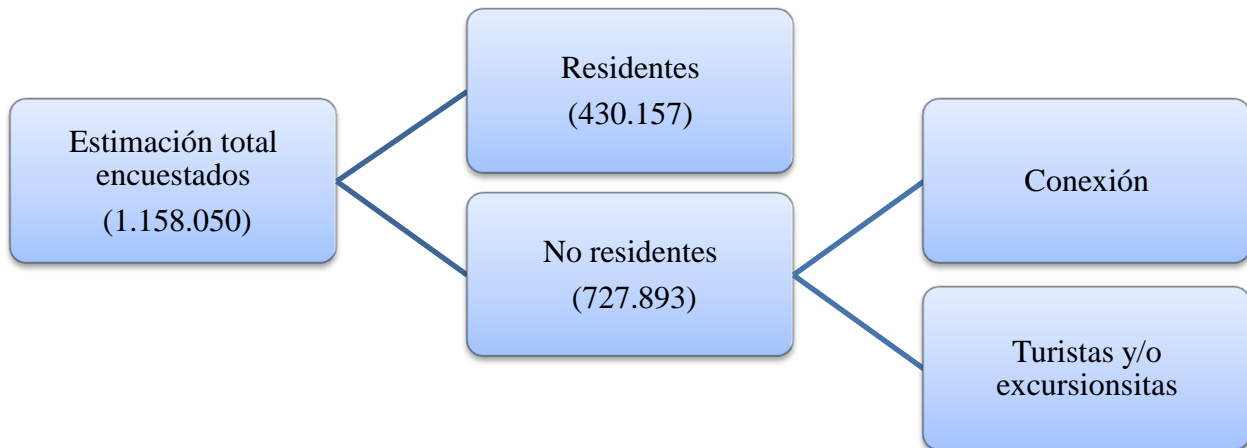 Estimación total
encuestados
(1.158.050)
Residentes
(430.157)
No residentes
(727.893)
Conexión
Turistas y/o
excursionsitas